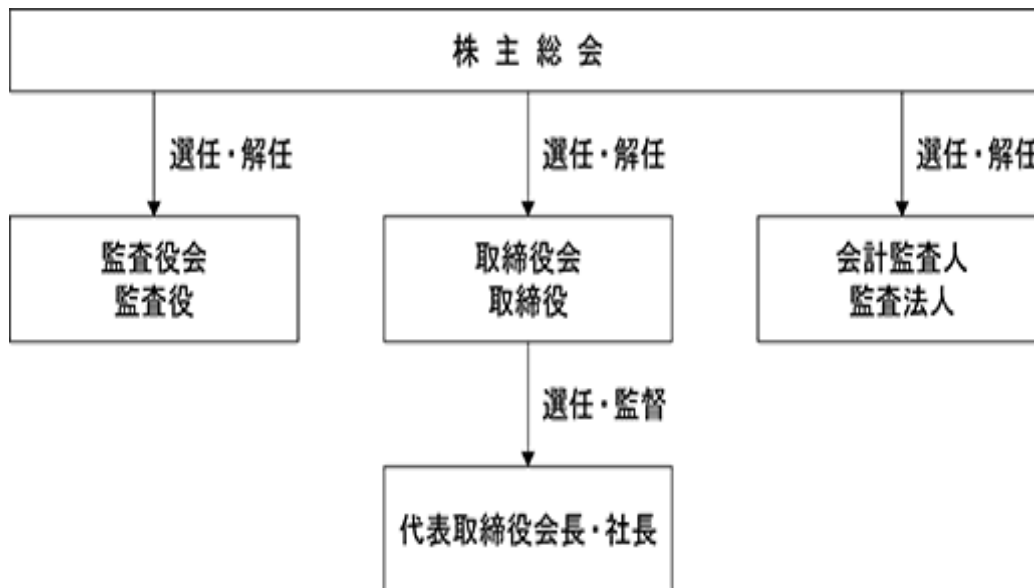 株主総会
選任・解任
選任・解任
選任・解任
監査役会
監査役
取締役会
取締役
会計監査人
監査法人
選任・監督
代表取締役会長・社長